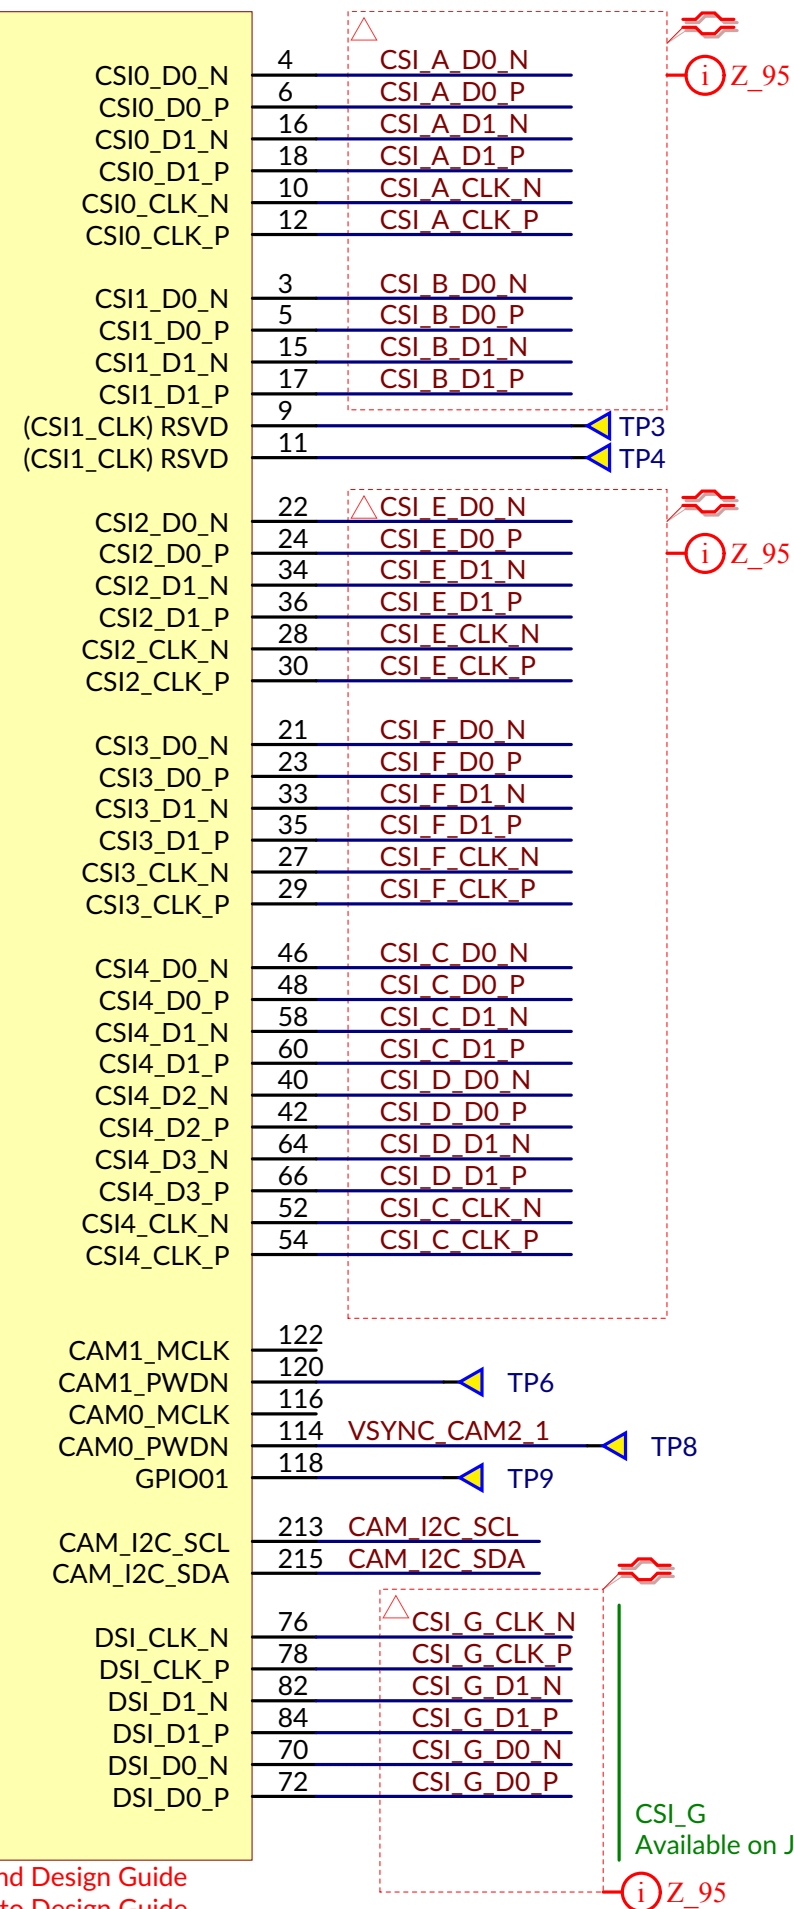 CSI0_D0_N 4 CSI_A_D0_N
i Z_95
CSI0_D0_P 6 CSI_A_D0_P
CSI0_D1_N 16 CSI_A_D1_N
CSI0_D1_P 18 CSI_A_D1_P
CSI0_CLK_N 10 CSI_A_CLK_N
CSI0_CLK_P 12 CSI_A_CLK_P
CSI1_D0_N 3 CSI_B_D0_N
CSI1_D0_P 5 CSI_B_D0_P
CSI1_D1_N 15 CSI_B_D1_N
CSI1_D1_P 17 CSI_B_D1_P
(CSI1_CLK) RSVD 9 TP3
(CSI1_CLK) RSVD 11 TP4
CSI2_D0_N 22 CSI_E_D0_N
CSI2_D0_P 24 CSI_E_D0_P
i Z_95
CSI2_D1_N 34 CSI_E_D1_N
CSI2_D1_P 36 CSI_E_D1_P
CSI2_CLK_N 28 CSI_E_CLK_N
CSI2_CLK_P 30 CSI_E_CLK_P
CSI3_D0_N 21 CSI_F_D0_N
CSI3_D0_P 23 CSI_F_D0_P
CSI3_D1_N 33 CSI_F_D1_N
CSI3_D1_P 35 CSI_F_D1_P
CSI3_CLK_N 27 CSI_F_CLK_N
CSI3_CLK_P 29 CSI_F_CLK_P
CSI4_D0_N 46 CSI_C_D0_N
CSI4_D0_P 48 CSI_C_D0_P
CSI4_D1_N 58 CSI_C_D1_N
CSI4_D1_P 60 CSI_C_D1_P
CSI4_D2_N 40 CSI_D_D0_N
CSI4_D2_P 42 CSI_D_D0_P
CSI4_D3_N 64 CSI_D_D1_N
CSI4_D3_P 66 CSI_D_D1_P
CSI4_CLK_N 52 CSI_C_CLK_N
CSI4_CLK_P 54 CSI_C_CLK_P
CAM1_MCLK 122
CAM1_PWDN 120 TP6
CAM0_MCLK 116
CAM0_PWDN 114 VSYNC_CAM2_1 TP8
GPIO01 118 TP9
CAM_I2C_SCL 213 CAM_I2C_SCL
CAM_I2C_SDA 215 CAM_I2C_SDA
DSI_CLK_N 76 CSI_G_CLK_N
DSI_CLK_P 78 CSI_G_CLK_P
DSI_D1_N 82 CSI_G_D1_N
DSI_D1_P 84 CSI_G_D1_P
DSI_D0_N 70 CSI_G_D0_N
DSI_D0_P 72 CSI_G_D0_P
CSI_G
Available on J
nd Design Guide
i Z_95
to Design Guide